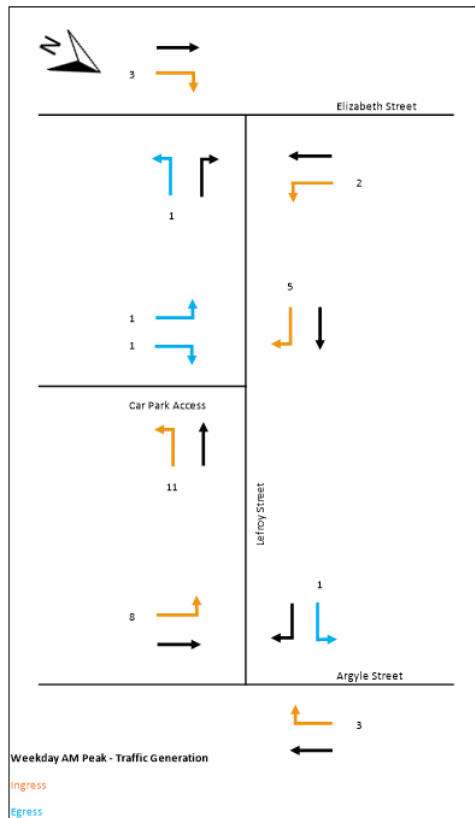 N
3
Elizabeth Street
2
1
5
1
1
Car Park Access
11
Lefroy Street
1
8
Argyle Street
3
Weekday AM Peak - Traffic Generation
Ingress
Egress